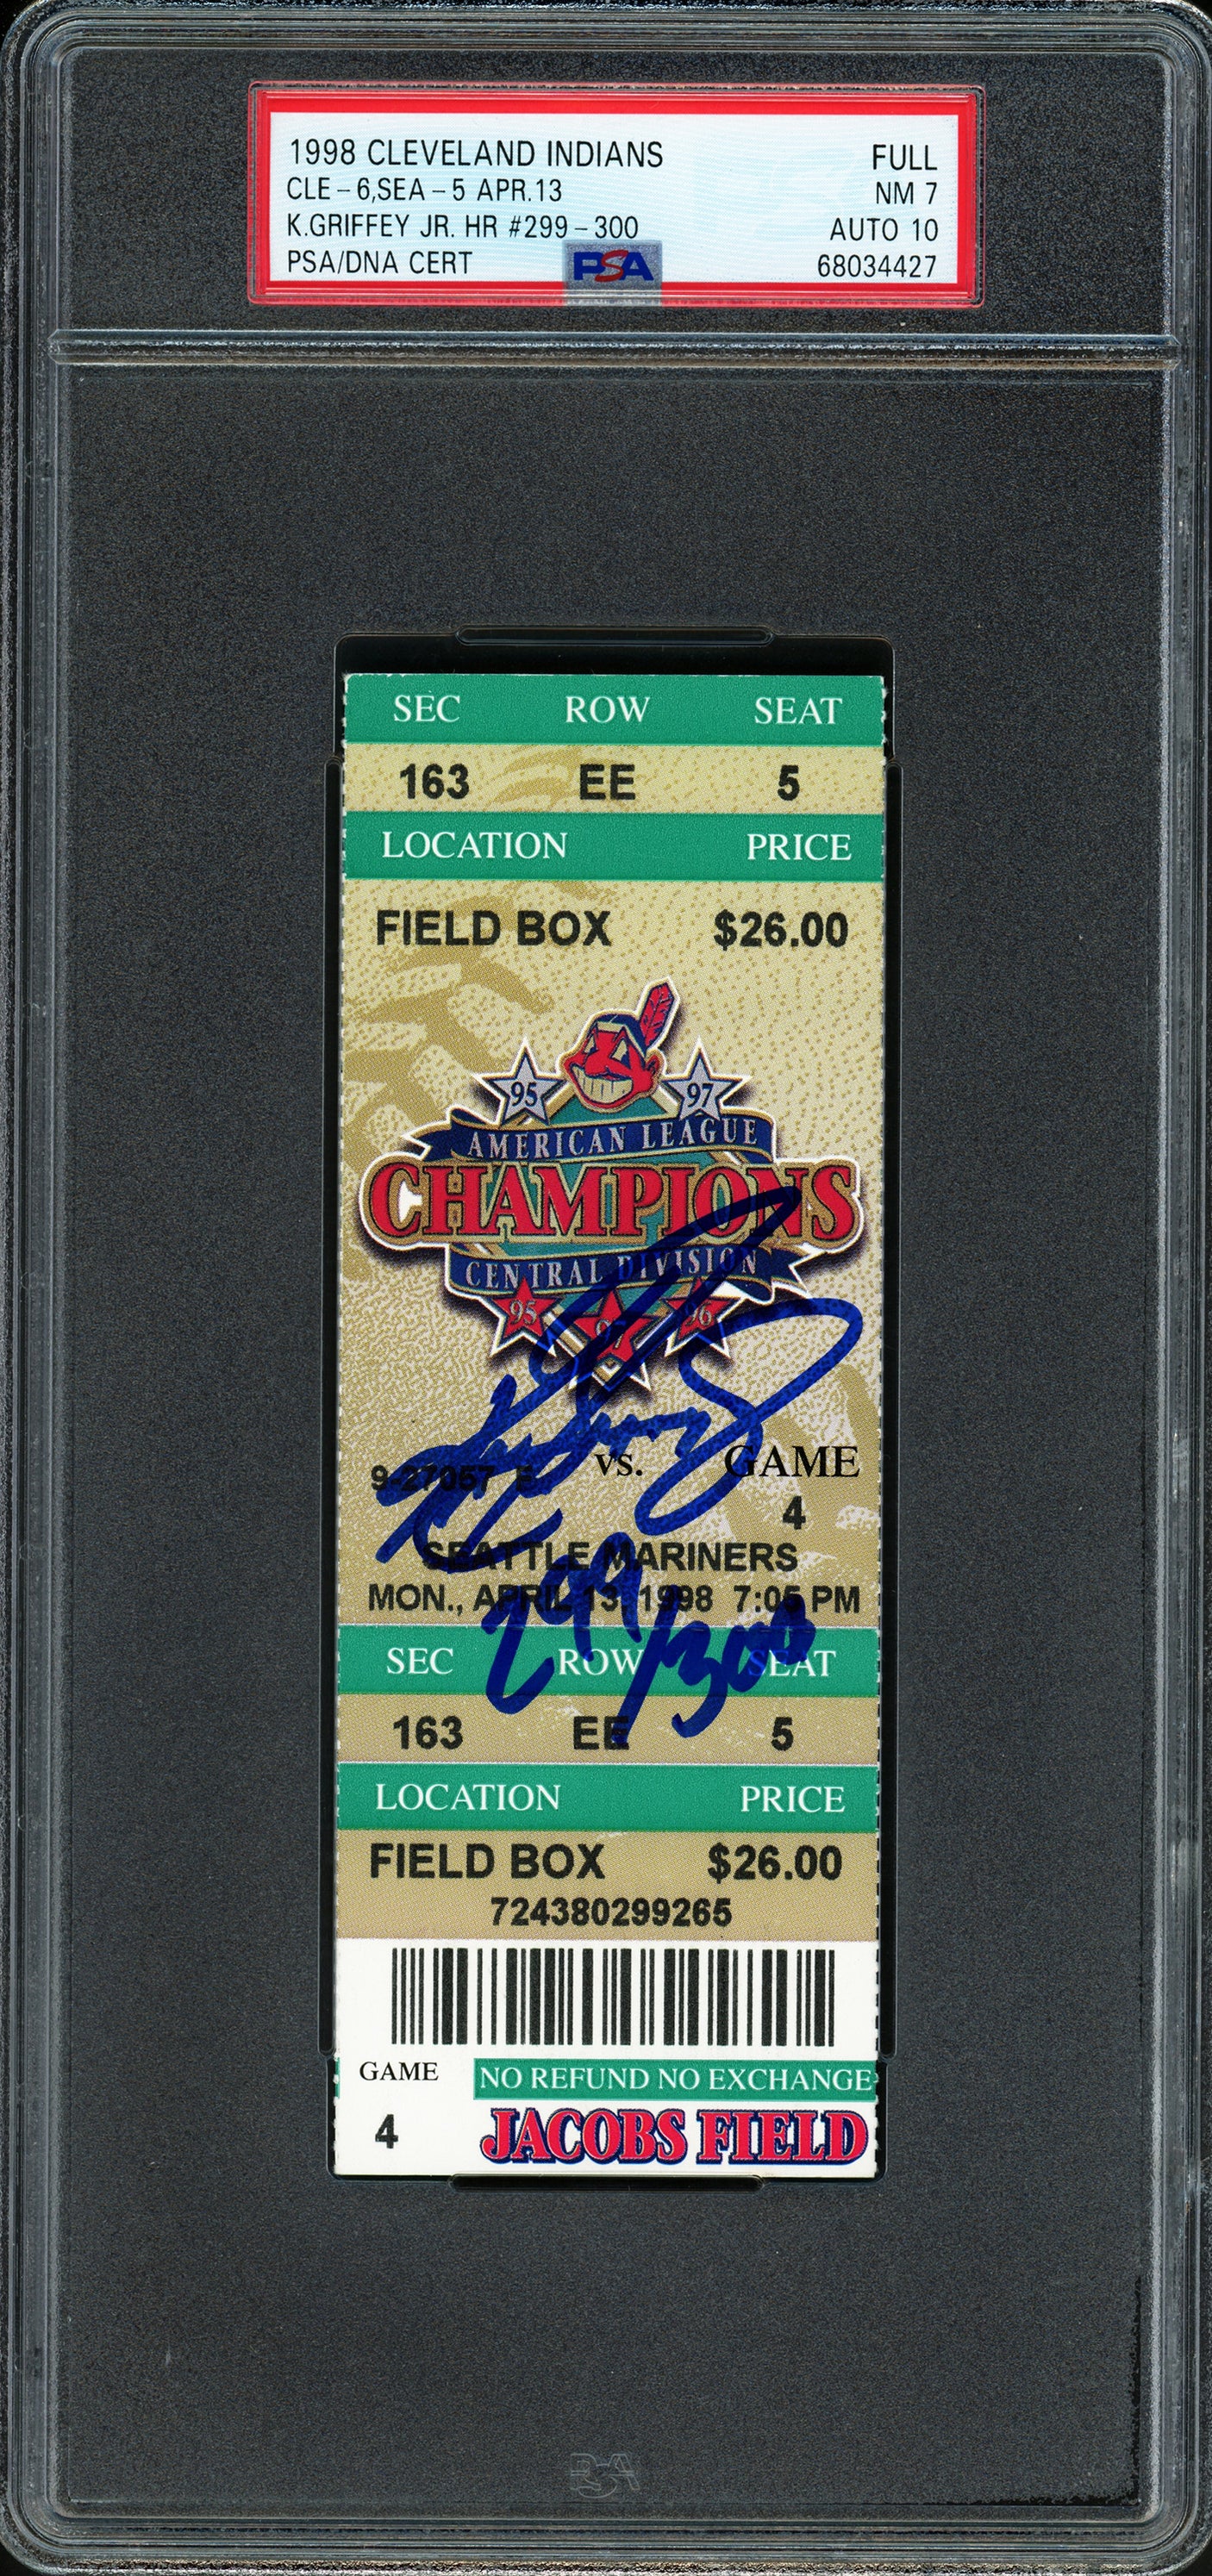 1998 CLEVELAND INDIANS FULL
CLE-6,SEA-5 APR.13 NM 7
K.GRIFFEY JR. HR #299-300 AUTO 10
PSA/DNA CERT PSA 68034427
SEC ROW SEAT
163 EE 5
LOCATION PRICE
FIELD BOX $26.00
95 97
AMERICAN LEAGUE
CHAMPIONS
CENTRAL DIVISION
95 97 96
9-27057 E vs. GAME
4
SEATTLE MARINERS
MON., APRIL 13, 1998 7:05 PM
299/300
SEC ROW SEAT
163 EE 5
LOCATION PRICE
FIELD BOX $26.00
724380299265
GAME NO REFUND NO EXCHANGE
4 JACOBS FIELD
PSA